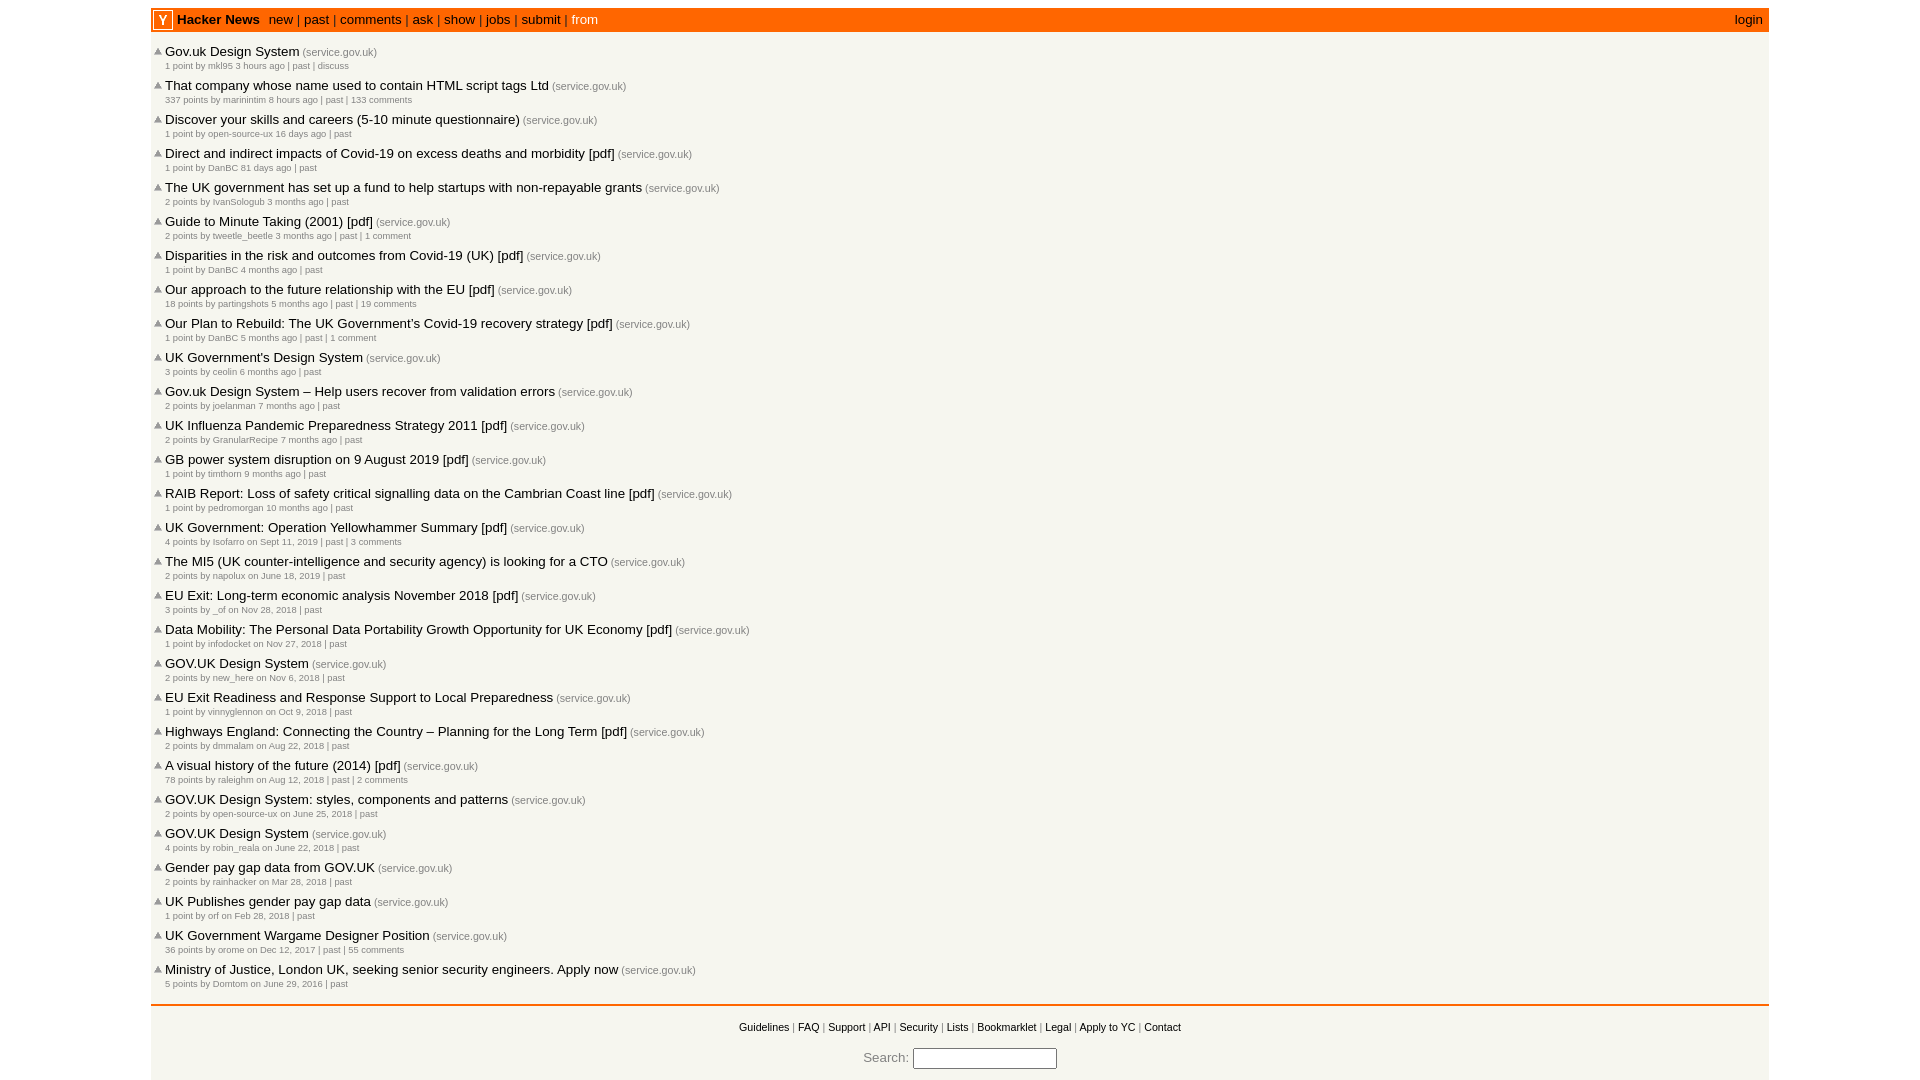 Y Hacker News new | past | comments | ask | show | jobs | submit | from login
Gov.uk Design System (service.gov.uk)
1 point by mkl95 3 hours ago | past | discuss
That company whose name used to contain HTML script tags Ltd (service.gov.uk)
337 points by marinintim 8 hours ago | past | 133 comments
Discover your skills and careers (5-10 minute questionnaire) (service.gov.uk)
1 point by open-source-ux 16 days ago | past
Direct and indirect impacts of Covid-19 on excess deaths and morbidity [pdf] (service.gov.uk)
1 point by DanBC 81 days ago | past
The UK government has set up a fund to help startups with non-repayable grants (service.gov.uk)
2 points by IvanSologub 3 months ago | past
Guide to Minute Taking (2001) [pdf] (service.gov.uk)
2 points by tweetle_beetle 3 months ago | past | 1 comment
Disparities in the risk and outcomes from Covid-19 (UK) [pdf] (service.gov.uk)
1 point by DanBC 4 months ago | past
Our approach to the future relationship with the EU [pdf] (service.gov.uk)
18 points by partingshots 5 months ago | past | 19 comments
Our Plan to Rebuild: The UK Government's Covid-19 recovery strategy [pdf] (service.gov.uk)
1 point by DanBC 5 months ago | past | 1 comment
UK Government's Design System (service.gov.uk)
3 points by ceolin 6 months ago | past
Gov.uk Design System – Help users recover from validation errors (service.gov.uk)
2 points by joelanman 7 months ago | past
UK Influenza Pandemic Preparedness Strategy 2011 [pdf] (service.gov.uk)
2 points by GranularRecipe 7 months ago | past
GB power system disruption on 9 August 2019 [pdf] (service.gov.uk)
1 point by timthorn 9 months ago | past
RAIB Report: Loss of safety critical signalling data on the Cambrian Coast line [pdf] (service.gov.uk)
1 point by pedromorgan 10 months ago | past
UK Government: Operation Yellowhammer Summary [pdf] (service.gov.uk)
4 points by Isofarro on Sept 11, 2019 | past | 3 comments
The MI5 (UK counter-intelligence and security agency) is looking for a CTO (service.gov.uk)
2 points by napolux on June 18, 2019 | past
EU Exit: Long-term economic analysis November 2018 [pdf] (service.gov.uk)
3 points by _of on Nov 28, 2018 | past
Data Mobility: The Personal Data Portability Growth Opportunity for UK Economy [pdf] (service.gov.uk)
1 point by infodocket on Nov 27, 2018 | past
GOV.UK Design System (service.gov.uk)
2 points by new_here on Nov 6, 2018 | past
EU Exit Readiness and Response Support to Local Preparedness (service.gov.uk)
1 point by vinnyglennon on Oct 9, 2018 | past
Highways England: Connecting the Country – Planning for the Long Term [pdf] (service.gov.uk)
2 points by dmmalam on Aug 22, 2018 | past
A visual history of the future (2014) [pdf] (service.gov.uk)
78 points by raleighm on Aug 12, 2018 | past | 2 comments
GOV.UK Design System: styles, components and patterns (service.gov.uk)
2 points by open-source-ux on June 25, 2018 | past
GOV.UK Design System (service.gov.uk)
4 points by robin_reala on June 22, 2018 | past
Gender pay gap data from GOV.UK (service.gov.uk)
2 points by rainhacker on Mar 28, 2018 | past
UK Publishes gender pay gap data (service.gov.uk)
1 point by orf on Feb 28, 2018 | past
UK Government Wargame Designer Position (service.gov.uk)
36 points by orome on Dec 12, 2017 | past | 55 comments
Ministry of Justice, London UK, seeking senior security engineers. Apply now (service.gov.uk)
5 points by Domtom on June 29, 2016 | past
Guidelines | FAQ | Support | API | Security | Lists | Bookmarklet | Legal | Apply to YC | Contact
Search: